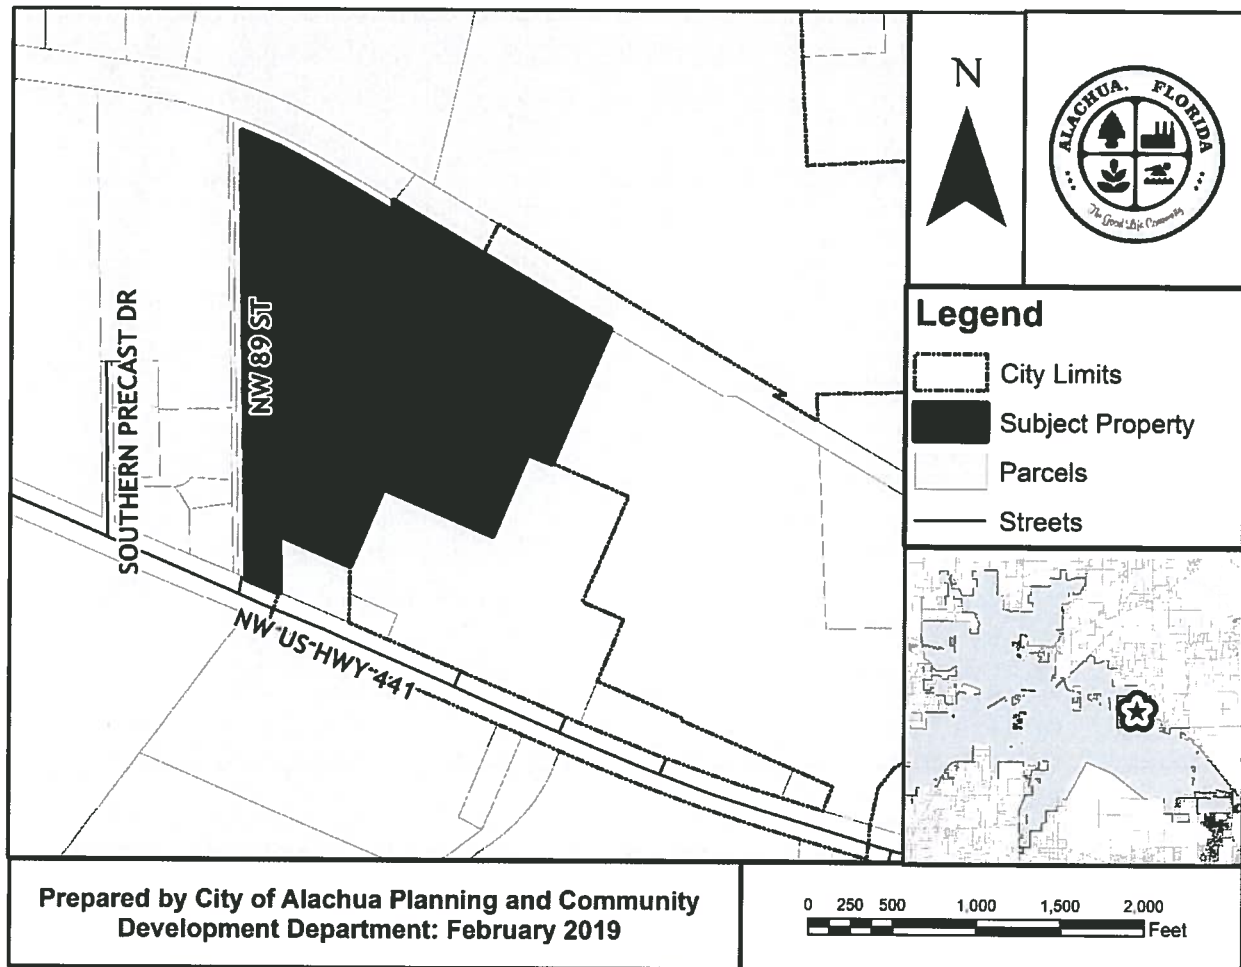 N
ALACHUA, FLORIDA
The Good Life Community
SOUTHERN PRECAST DR
NW 89 ST
NW US HWY 441
Legend
City Limits
Subject Property
Parcels
Streets
Prepared by City of Alachua Planning and Community
Development Department: February 2019
0 250 500 1,000 1,500 2,000
Feet